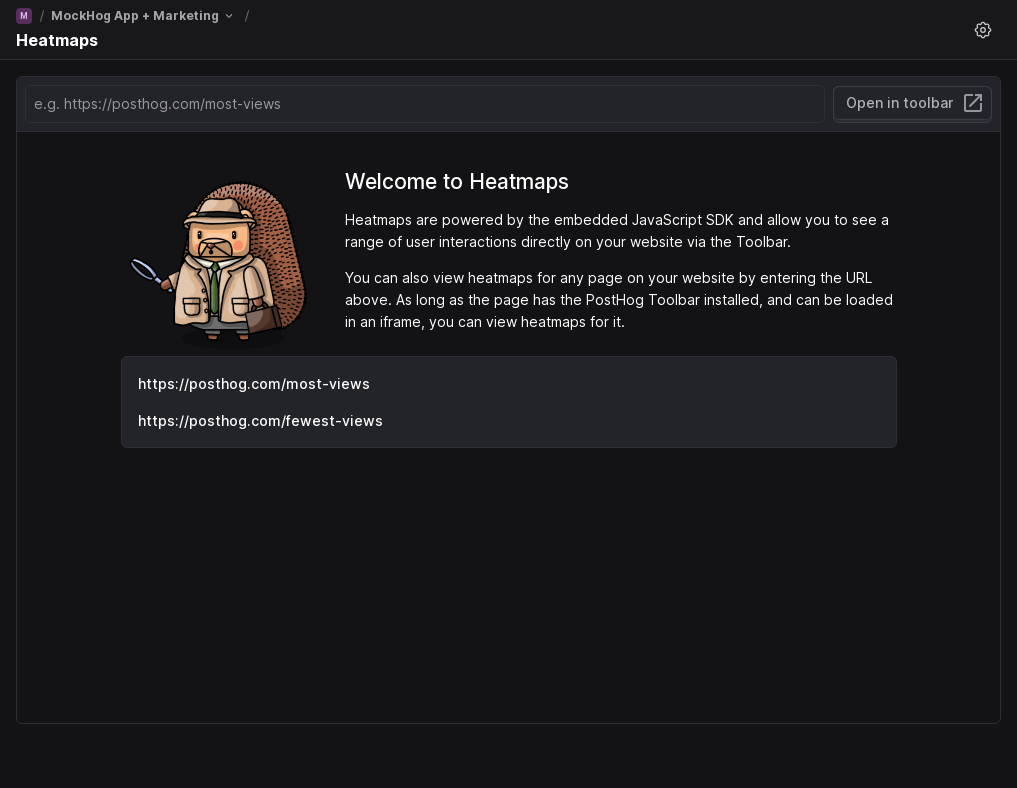 M / MockHog App + Marketing /
Heatmaps
e.g. https://posthog.com/most-views
Open in toolbar
Welcome to Heatmaps
Heatmaps are powered by the embedded JavaScript SDK and allow you to see a
range of user interactions directly on your website via the Toolbar.
You can also view heatmaps for any page on your website by entering the URL
above. As long as the page has the PostHog Toolbar installed, and can be loaded
in an iframe, you can view heatmaps for it.
https://posthog.com/most-views
https://posthog.com/fewest-views